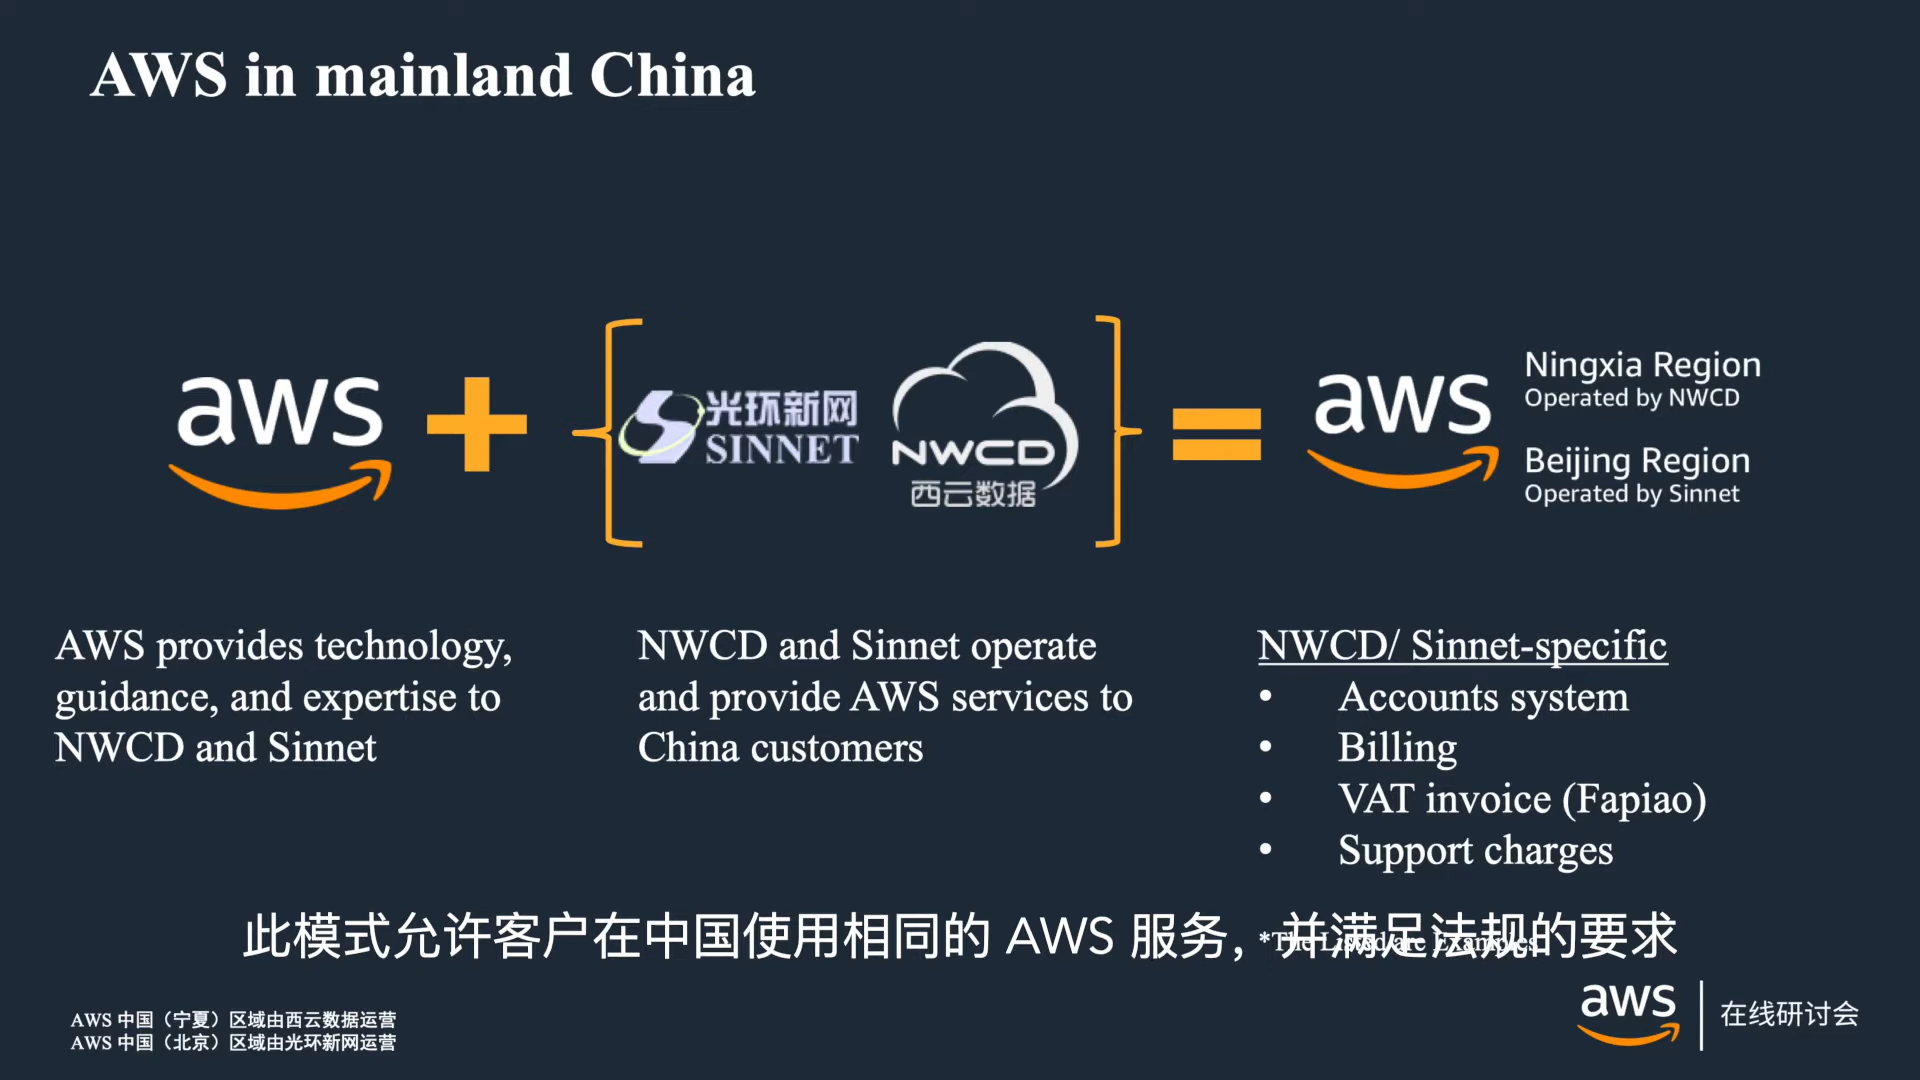 AWS in mainland China
aws
光环新网
SINNET
NWCD
西云数据
aws
Ningxia Region
Operated by NWCD
Beijing Region
Operated by Sinnet
AWS provides technology,
guidance, and expertise to
NWCD and Sinnet
NWCD and Sinnet operate
and provide AWS services to
China customers
NWCD/ Sinnet-specific
• Accounts system
• Billing
• VAT invoice (Fapiao)
• Support charges
*The Listed are Examples
此模式允许客户在中国使用相同的 AWS 服务，并满足法规的要求
AWS 中国（宁夏）区域由西云数据运营
AWS 中国（北京）区域由光环新网运营
aws
在线研讨会